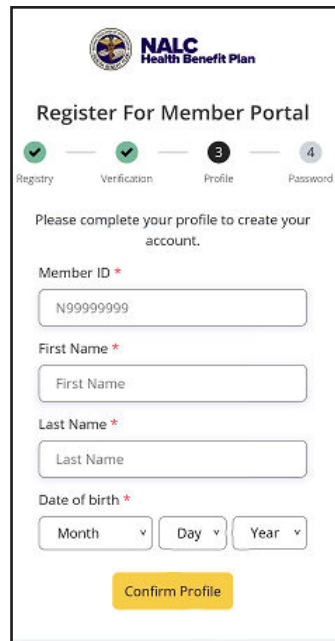 NALC
Health Benefit Plan
Register For Member Portal
3
4
Registry
Verification
Profile
Password
Please complete your profile to create your
account.
Member ID *
N99999999
First Name *
First Name
Last Name *
Last Name
Date of birth *
Month
Day
Year
Confirm Profile